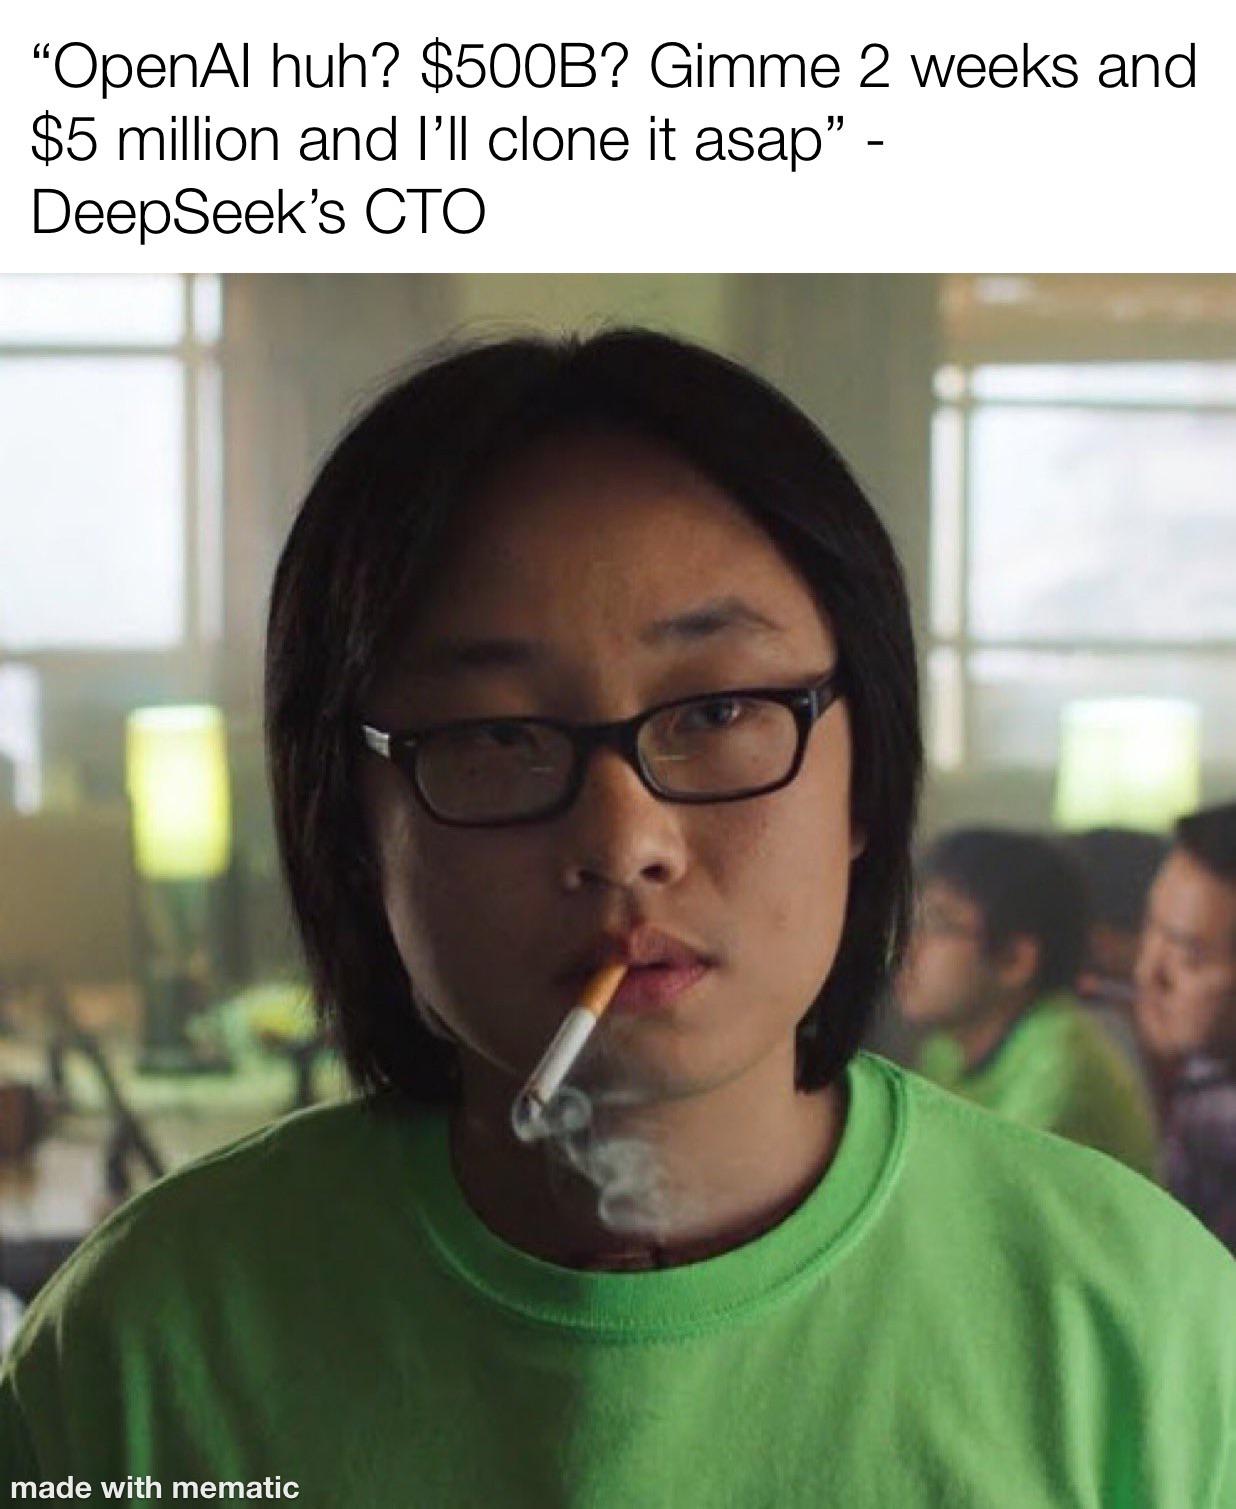 “OpenAI huh? $500B? Gimme 2 weeks and
$5 million and I’ll clone it asap” -
DeepSeek’s CTO
made with mematic